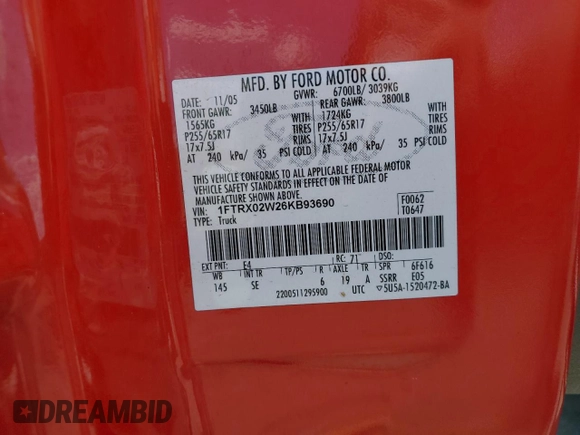 MFD. BY FORD MOTOR CO.
DATE: 11/05 GVWR: 6700LB/ 3039KG
FRONT GAWR: 3450LB REAR GAWR: 3800LB
1565KG 1724KG
P255/65R17 TIRES P255/65R17 TIRES
17x7.5J RIMS 17x7.5J RIMS
AT 240 kPa/ 35 PSI COLD AT 240 kPa/ 35 PSI COLD
THIS VEHICLE CONFORMS TO ALL APPLICABLE FEDERAL MOTOR
VEHICLE SAFETY STANDARDS IN EFFECT ON THE DATE OF
MANUFACTURE SHOWN ABOVE.
VIN: 1FTRX02W26KB93690 F0062
TYPE: Truck T0647
EXT PNT: E4 RC: 71 DSO:
WB INT TR TP/PS R AXLE TR SPR 6F616
145 SE 6 19 A SSRR E05
2200511295900 UTC ▽5U5A-1520472-BA
DREAMBID